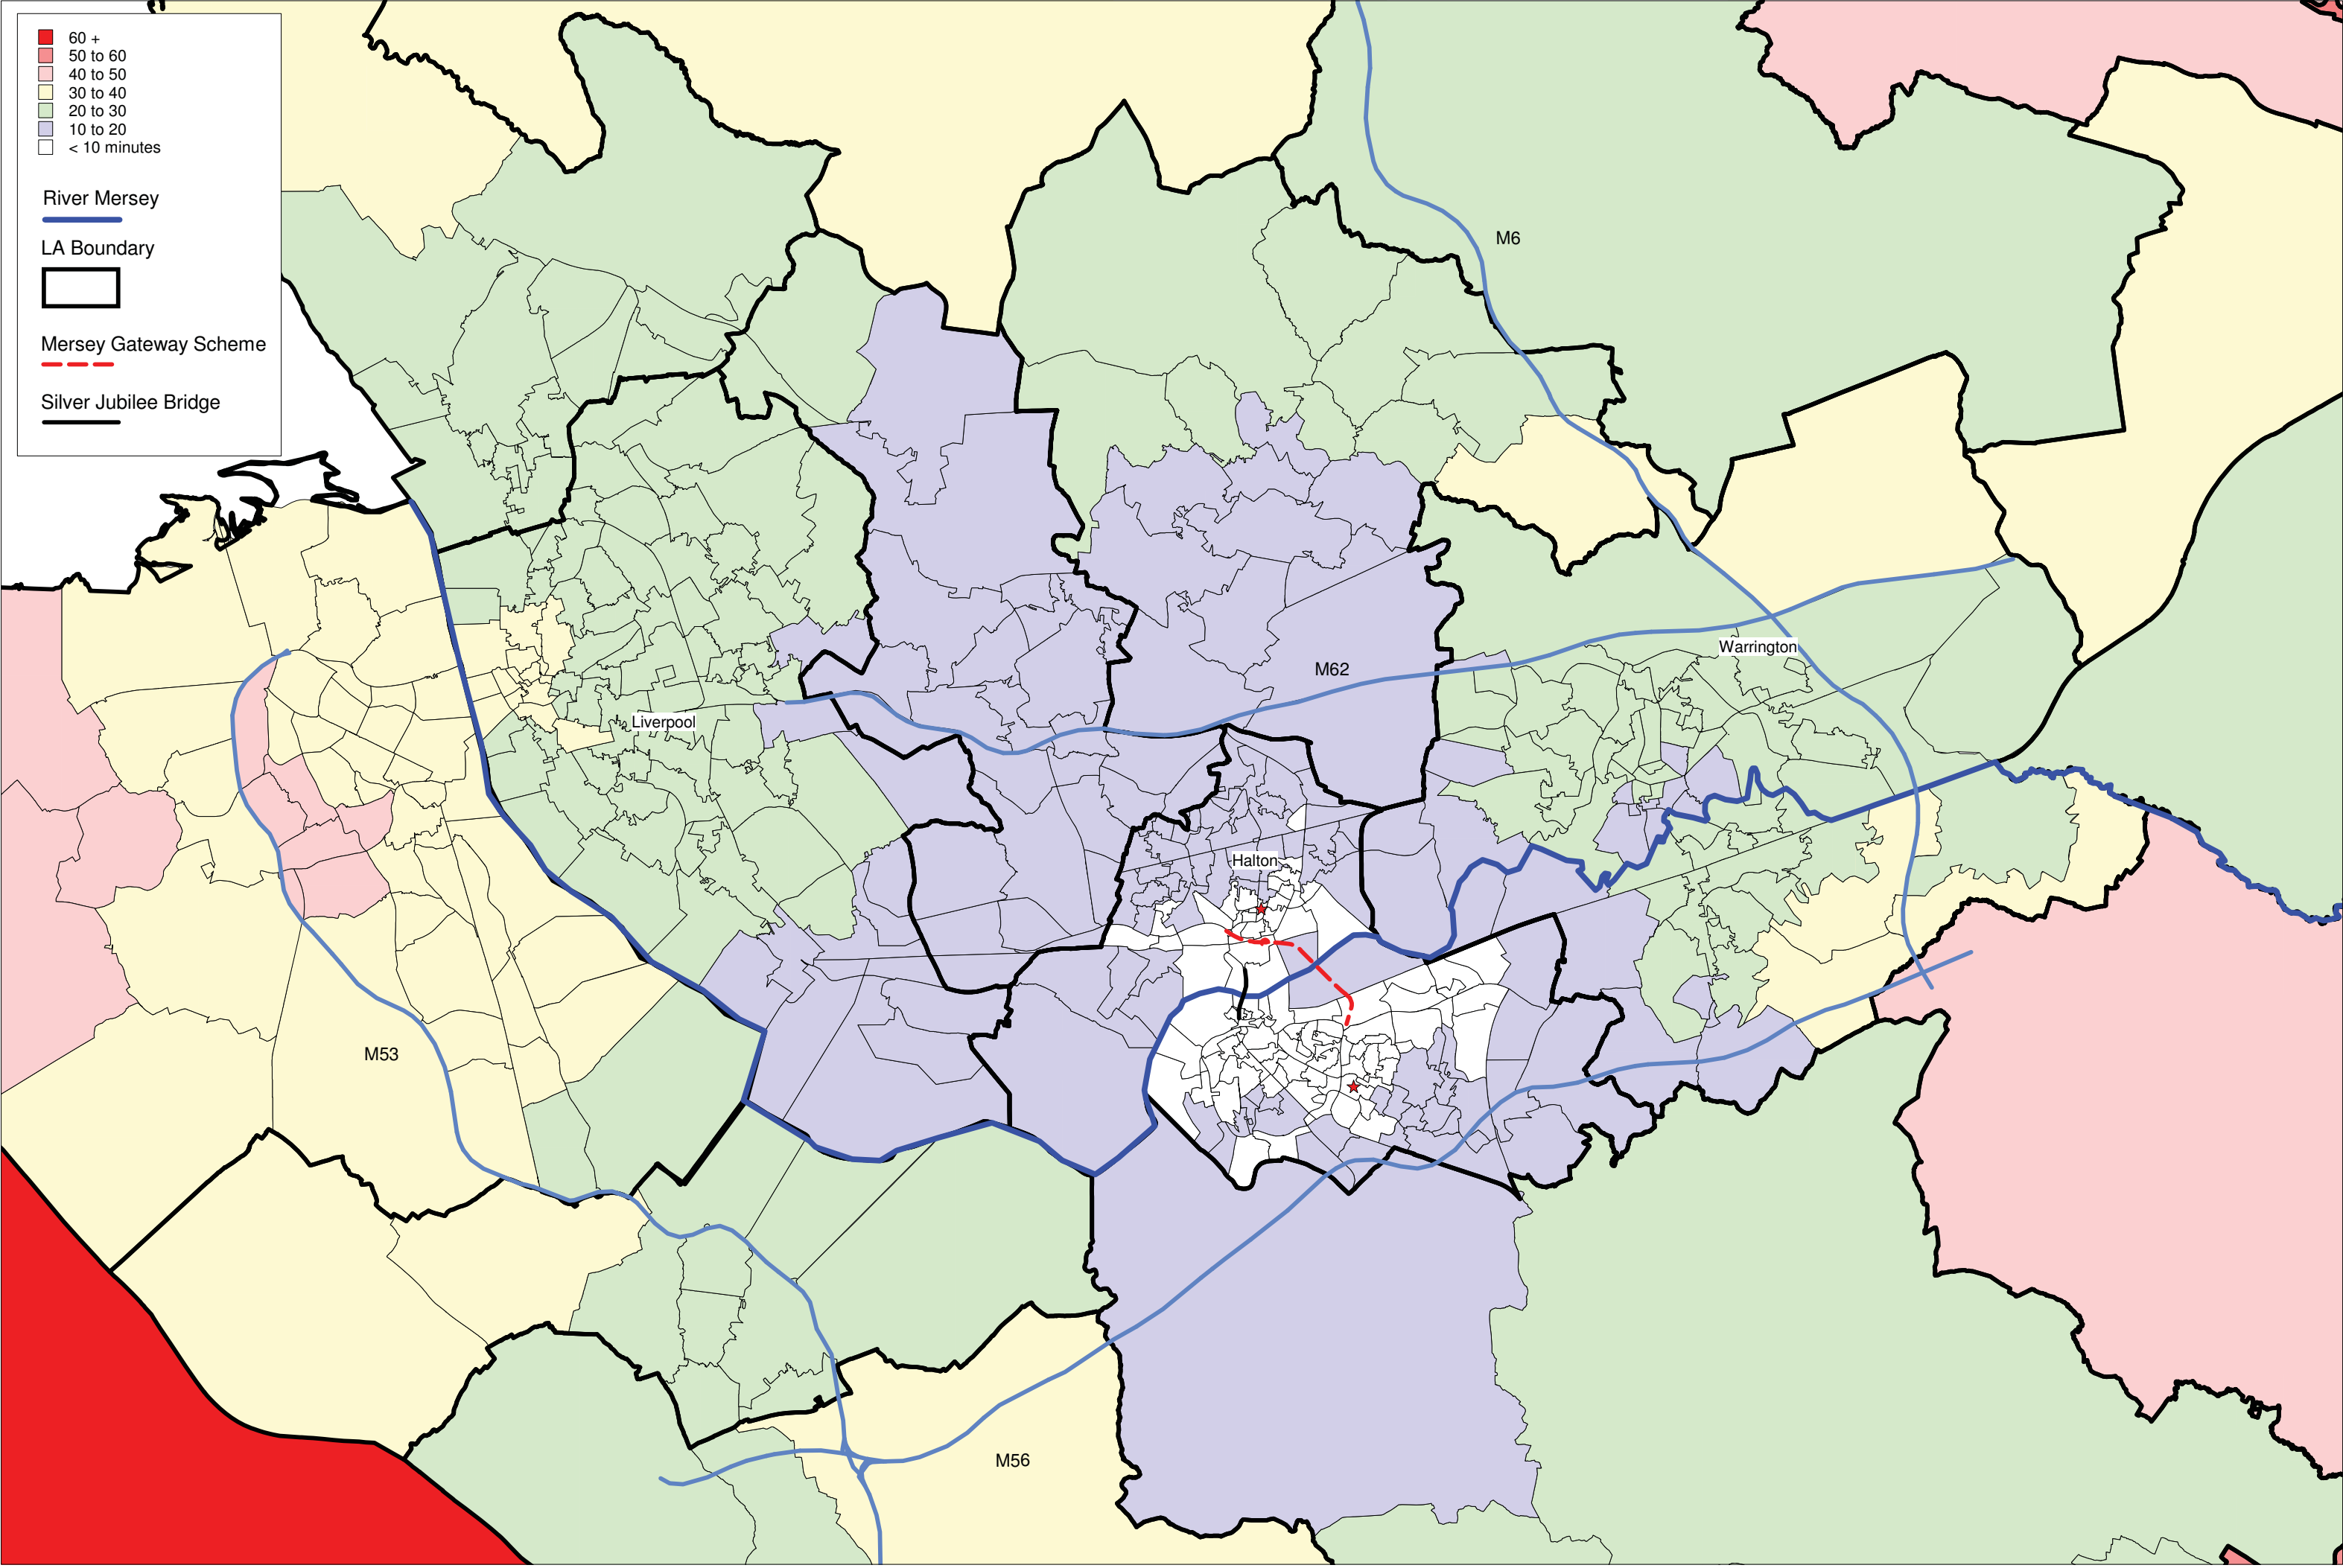 60 +
50 to 60
40 to 50
30 to 40
20 to 30
10 to 20
< 10 minutes
River Mersey
LA Boundary
Mersey Gateway Scheme
Silver Jubilee Bridge
M6
Warrington
M62
Liverpool
Halton
M53
M56